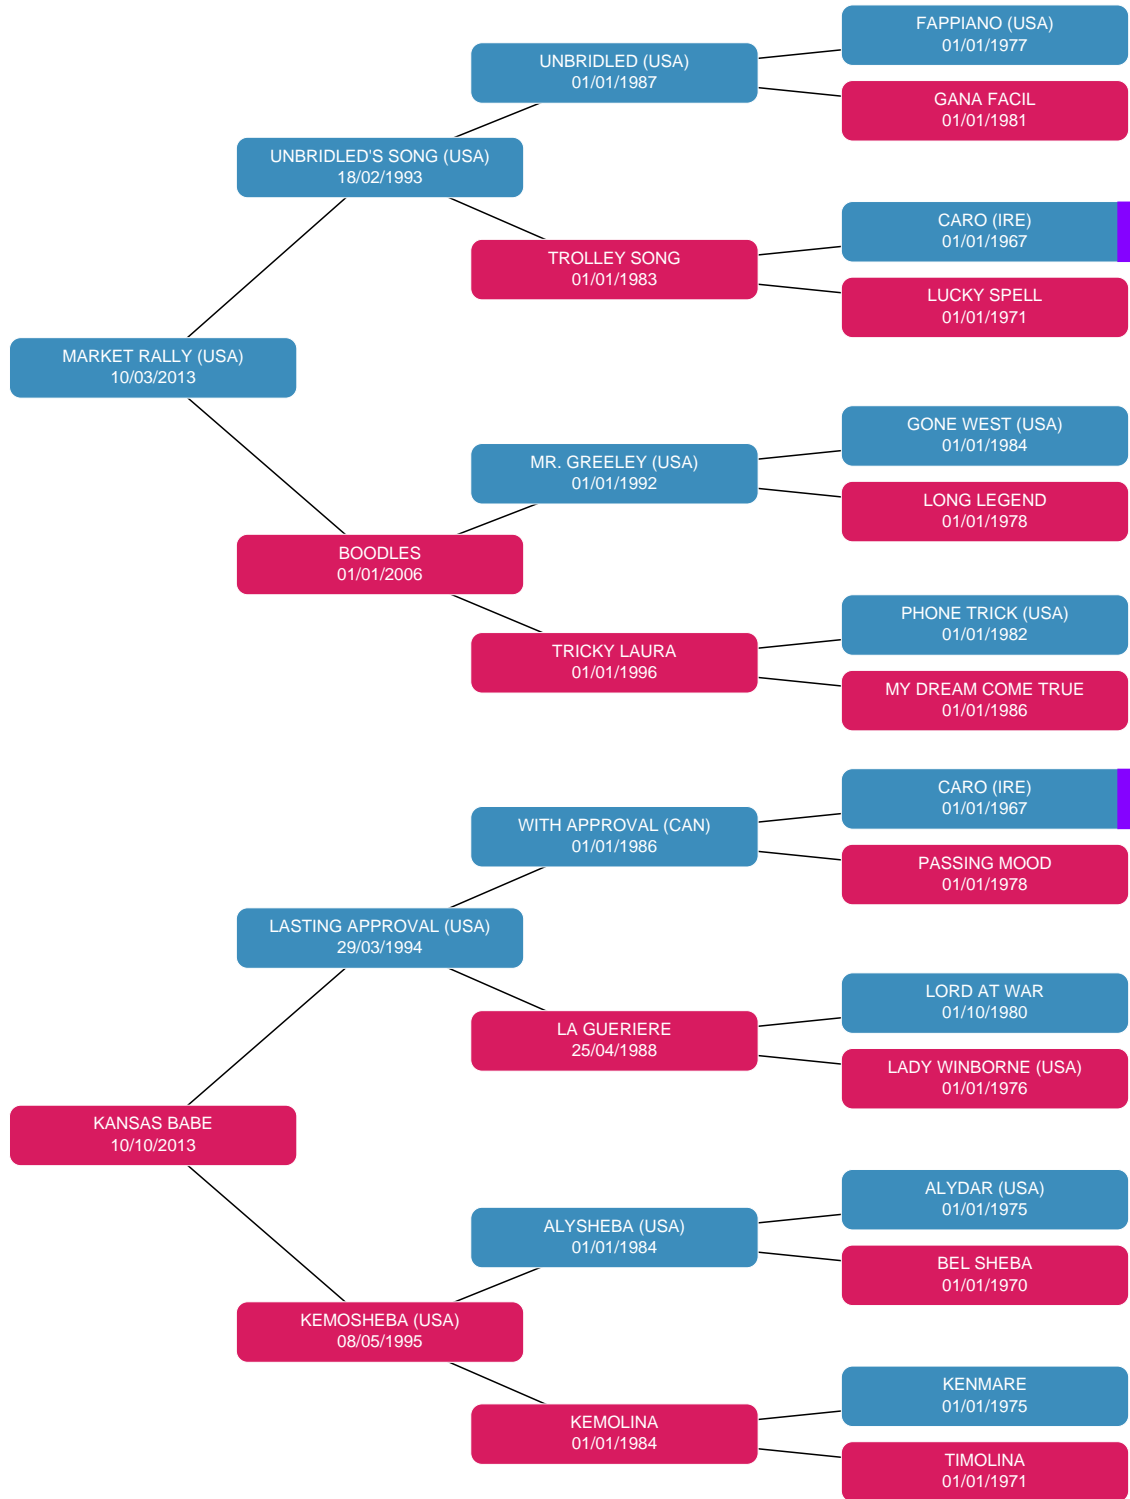 FAPPIANO (USA)
01/01/1977
UNBRIDLED (USA)
01/01/1987
GANA FACIL
01/01/1981
UNBRIDLED'S SONG (USA)
18/02/1993
CARO (IRE)
01/01/1967
TROLLEY SONG
01/01/1983
LUCKY SPELL
01/01/1971
MARKET RALLY (USA)
10/03/2013
GONE WEST (USA)
01/01/1984
MR. GREELEY (USA)
01/01/1992
LONG LEGEND
01/01/1978
BOODLES
01/01/2006
PHONE TRICK (USA)
01/01/1982
TRICKY LAURA
01/01/1996
MY DREAM COME TRUE
01/01/1986
CARO (IRE)
01/01/1967
WITH APPROVAL (CAN)
01/01/1986
PASSING MOOD
01/01/1978
LASTING APPROVAL (USA)
29/03/1994
LORD AT WAR
01/10/1980
LA GUERIERE
25/04/1988
LADY WINBORNE (USA)
01/01/1976
KANSAS BABE
10/10/2013
ALYDAR (USA)
01/01/1975
ALYSHEBA (USA)
01/01/1984
BEL SHEBA
01/01/1970
KEMOSHEBA (USA)
08/05/1995
KENMARE
01/01/1975
KEMOLINA
01/01/1984
TIMOLINA
01/01/1971